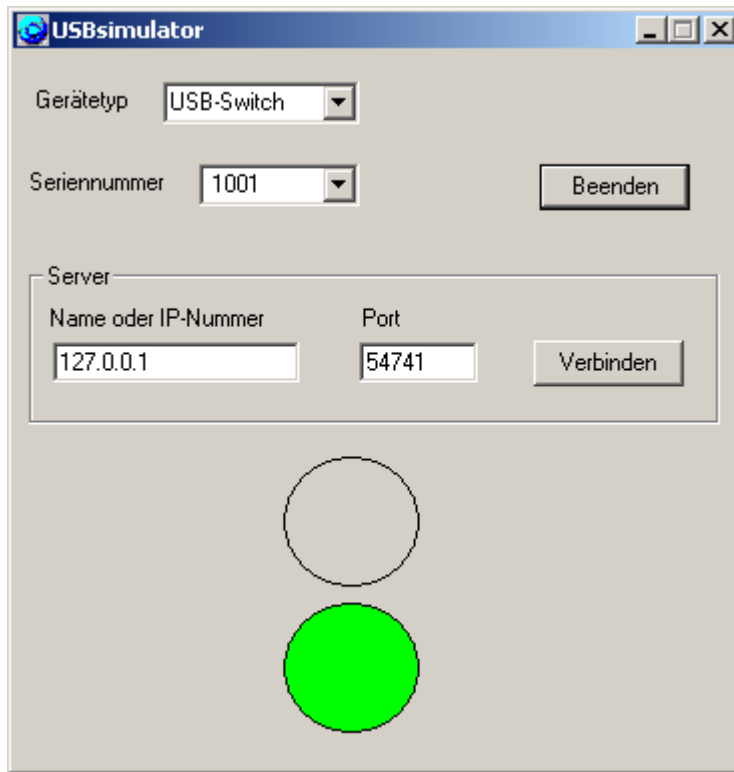 USBsimulator
Gerätetyp USB-Switch
Seriennummer 1001 Beenden
Server
Name oder IP-Nummer Port
127.0.0.1 54741 Verbinden